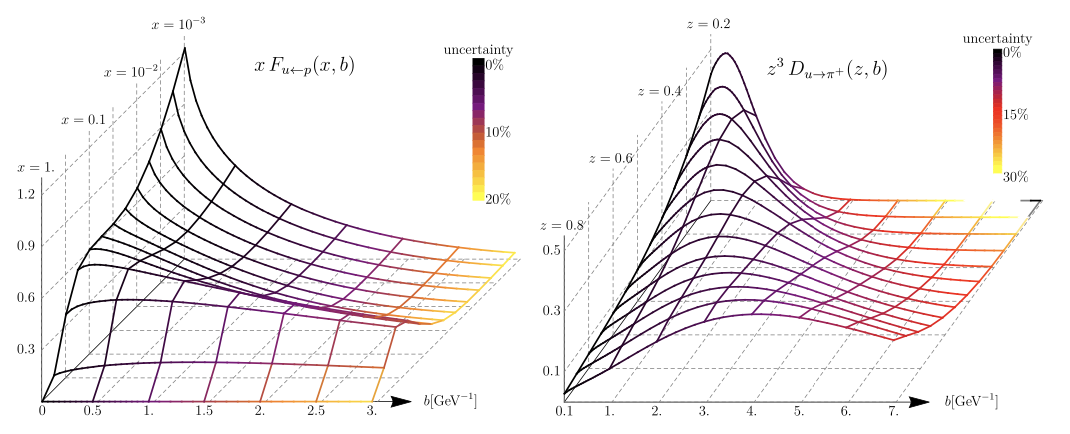 x = 10⁻³
x F_{u←p}(x, b)
uncertainty
0%
10%
20%
x = 10⁻²
x = 0.1
x = 1.
1.2
0.9
0.6
0.3
0 0.5 1. 1.5 2. 2.5 3. b[GeV⁻¹]
z = 0.2
z³ D_{u→π⁺}(z, b)
uncertainty
0%
15%
30%
z = 0.4
z = 0.6
z = 0.8
0.5
0.3
0.1
0.1 1. 2. 3. 4. 5. 6. 7. b[GeV⁻¹]